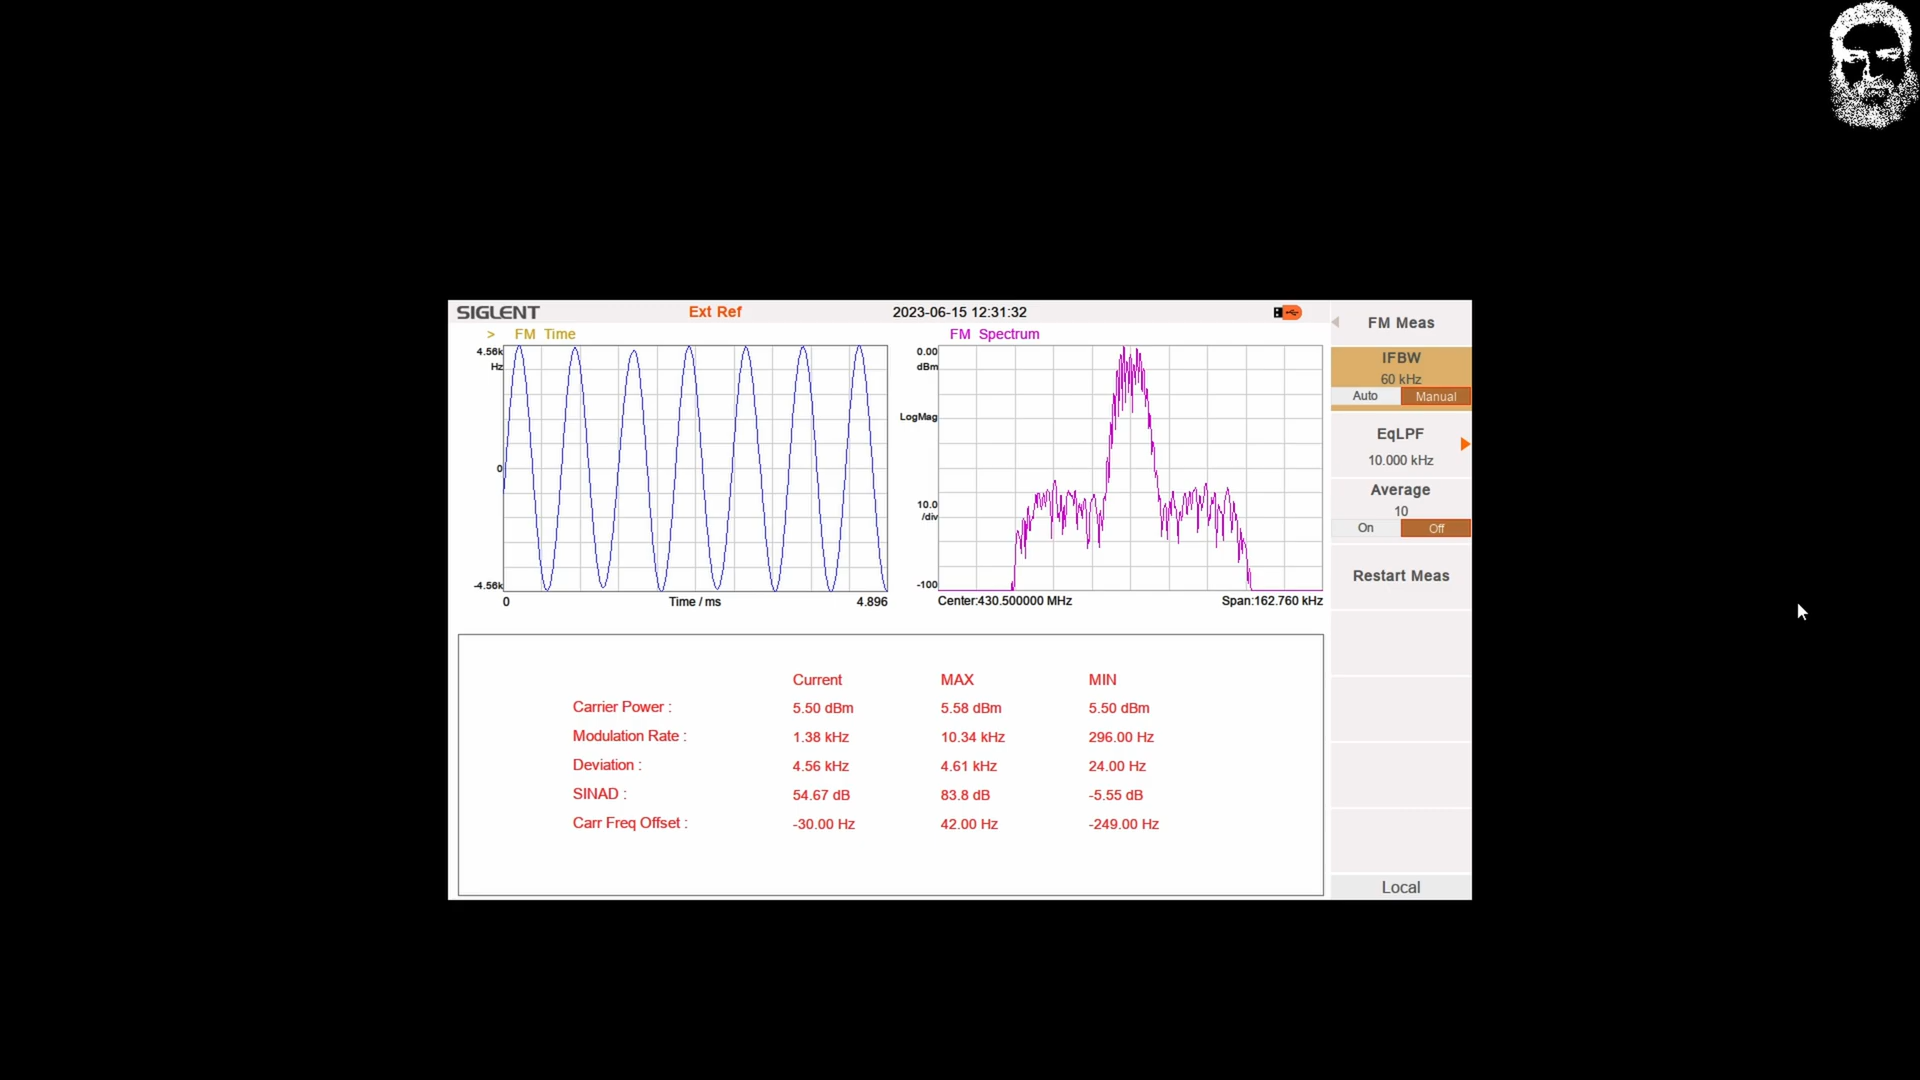 SIGLENT Ext Ref 2023-06-15 12:31:32
> FM Time
4.56k
Hz
0
-4.56k
0 Time / ms 4.896
FM Spectrum
0.00
dBm
LogMag
10.0
/div
-100
Center:430.500000 MHz Span:162.760 kHz
Current MAX MIN
Carrier Power : 5.50 dBm 5.58 dBm 5.50 dBm
Modulation Rate : 1.38 kHz 10.34 kHz 296.00 Hz
Deviation : 4.56 kHz 4.61 kHz 24.00 Hz
SINAD : 54.67 dB 83.8 dB -5.55 dB
Carr Freq Offset : -30.00 Hz 42.00 Hz -249.00 Hz
FM Meas
IFBW
60 kHz
Auto Manual
EqLPF
10.000 kHz
Average
10
On Off
Restart Meas
Local